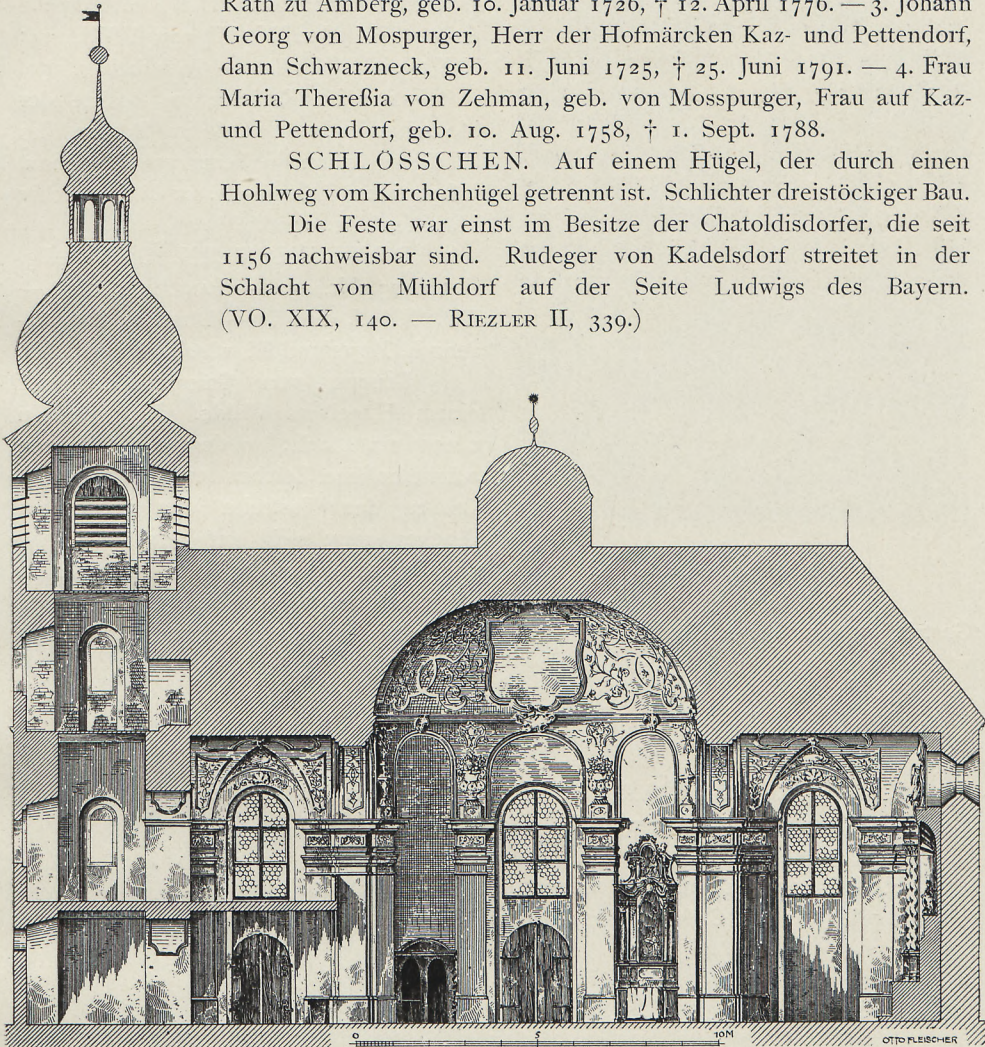 Rath zu Amberg, geb. 10. Januar 1726, † 12. April 1776. — 3. Johann
Georg von Mospurger, Herr der Hofmärcken Kaz- und Pettendorf,
dann Schwarzneck, geb. 11. Juni 1725, † 25. Juni 1791. — 4. Frau
Maria Thereßia von Zehman, geb. von Mosspurger, Frau auf Kaz-
und Pettendorf, geb. 10. Aug. 1758, † 1. Sept. 1788.
SCHLÖSSCHEN. Auf einem Hügel, der durch einen
Hohlweg vom Kirchenhügel getrennt ist. Schlichter dreistöckiger Bau.
Die Feste war einst im Besitze der Chatoldisdorfer, die seit
1156 nachweisbar sind. Rudeger von Kadelsdorf streitet in der
Schlacht von Mühldorf auf der Seite Ludwigs des Bayern.
(VO. XIX, 140. — RIEZLER II, 339.)
0 5 10M
OTTO FLEISCHER